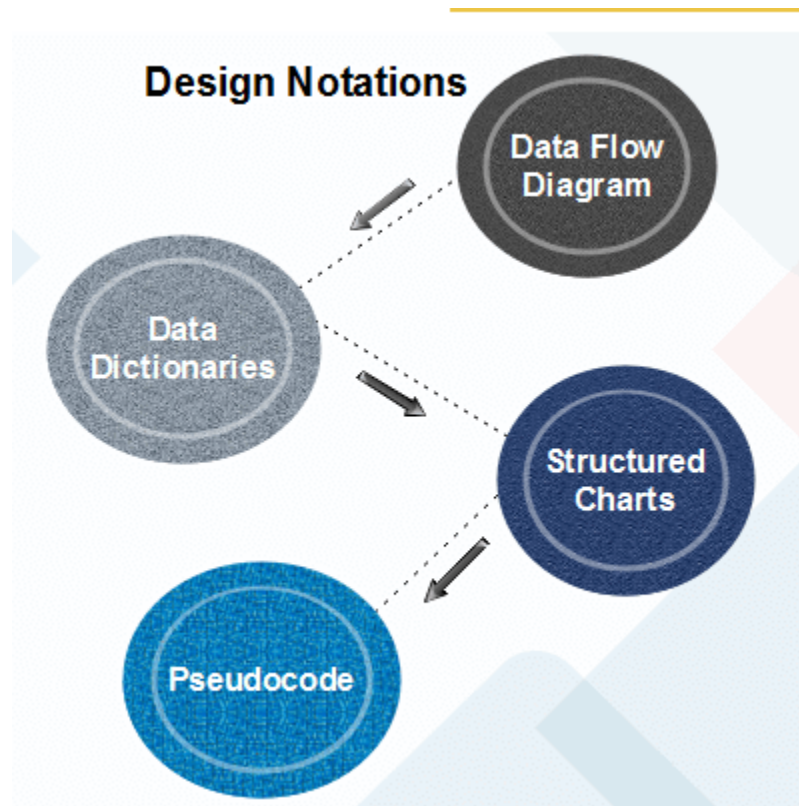 Design Notations
Data Flow
Diagram
Data
Dictionaries
Structured
Charts
Pseudocode